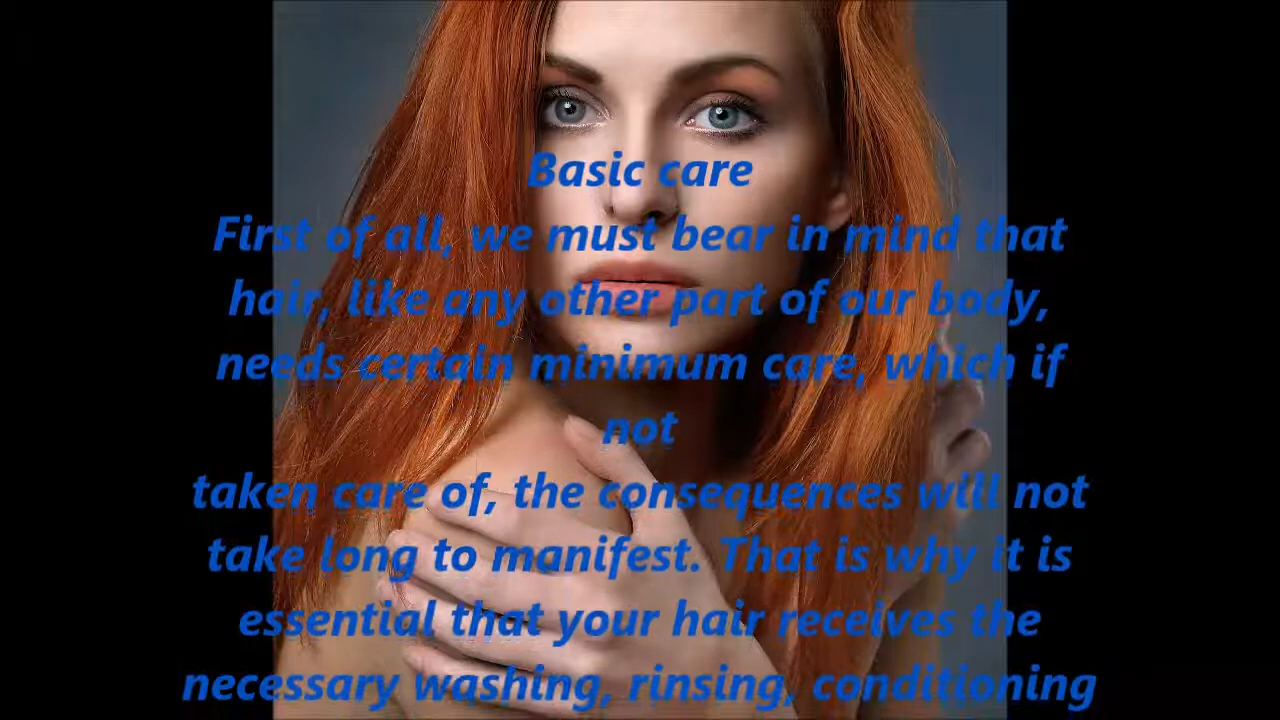 Basic care
First of all, we must bear in mind that
hair, like any other part of our body,
needs certain minimum care, which if
not
taken care of, the consequences will not
take long to manifest. That is why it is
essential that your hair receives the
necessary washing, rinsing, conditioning